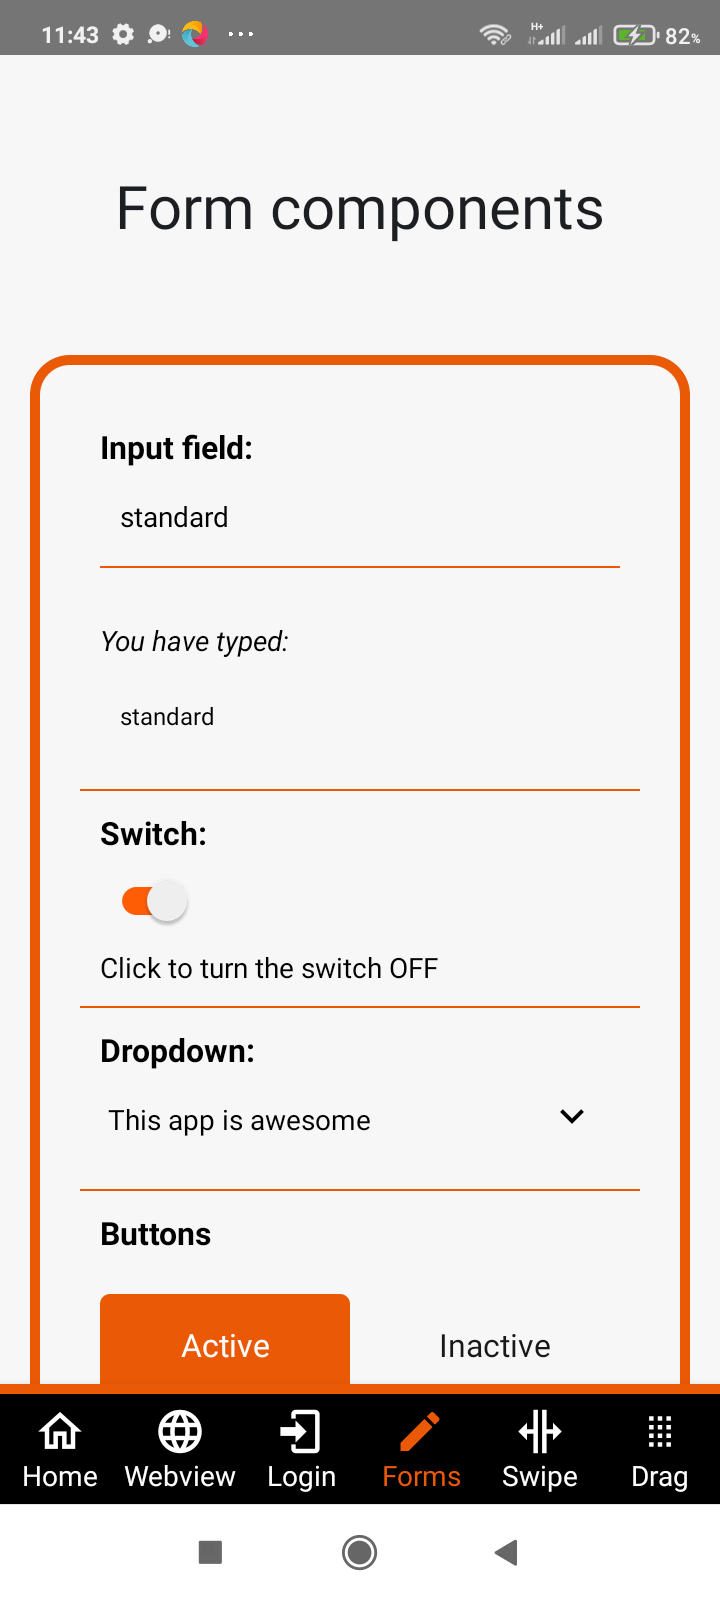 11:43
H+
82%
Form components
Input field:
standard
You have typed:
standard
Switch:
Click to turn the switch OFF
Dropdown:
This app is awesome
Buttons
Active Inactive
Home Webview Login Forms Swipe Drag